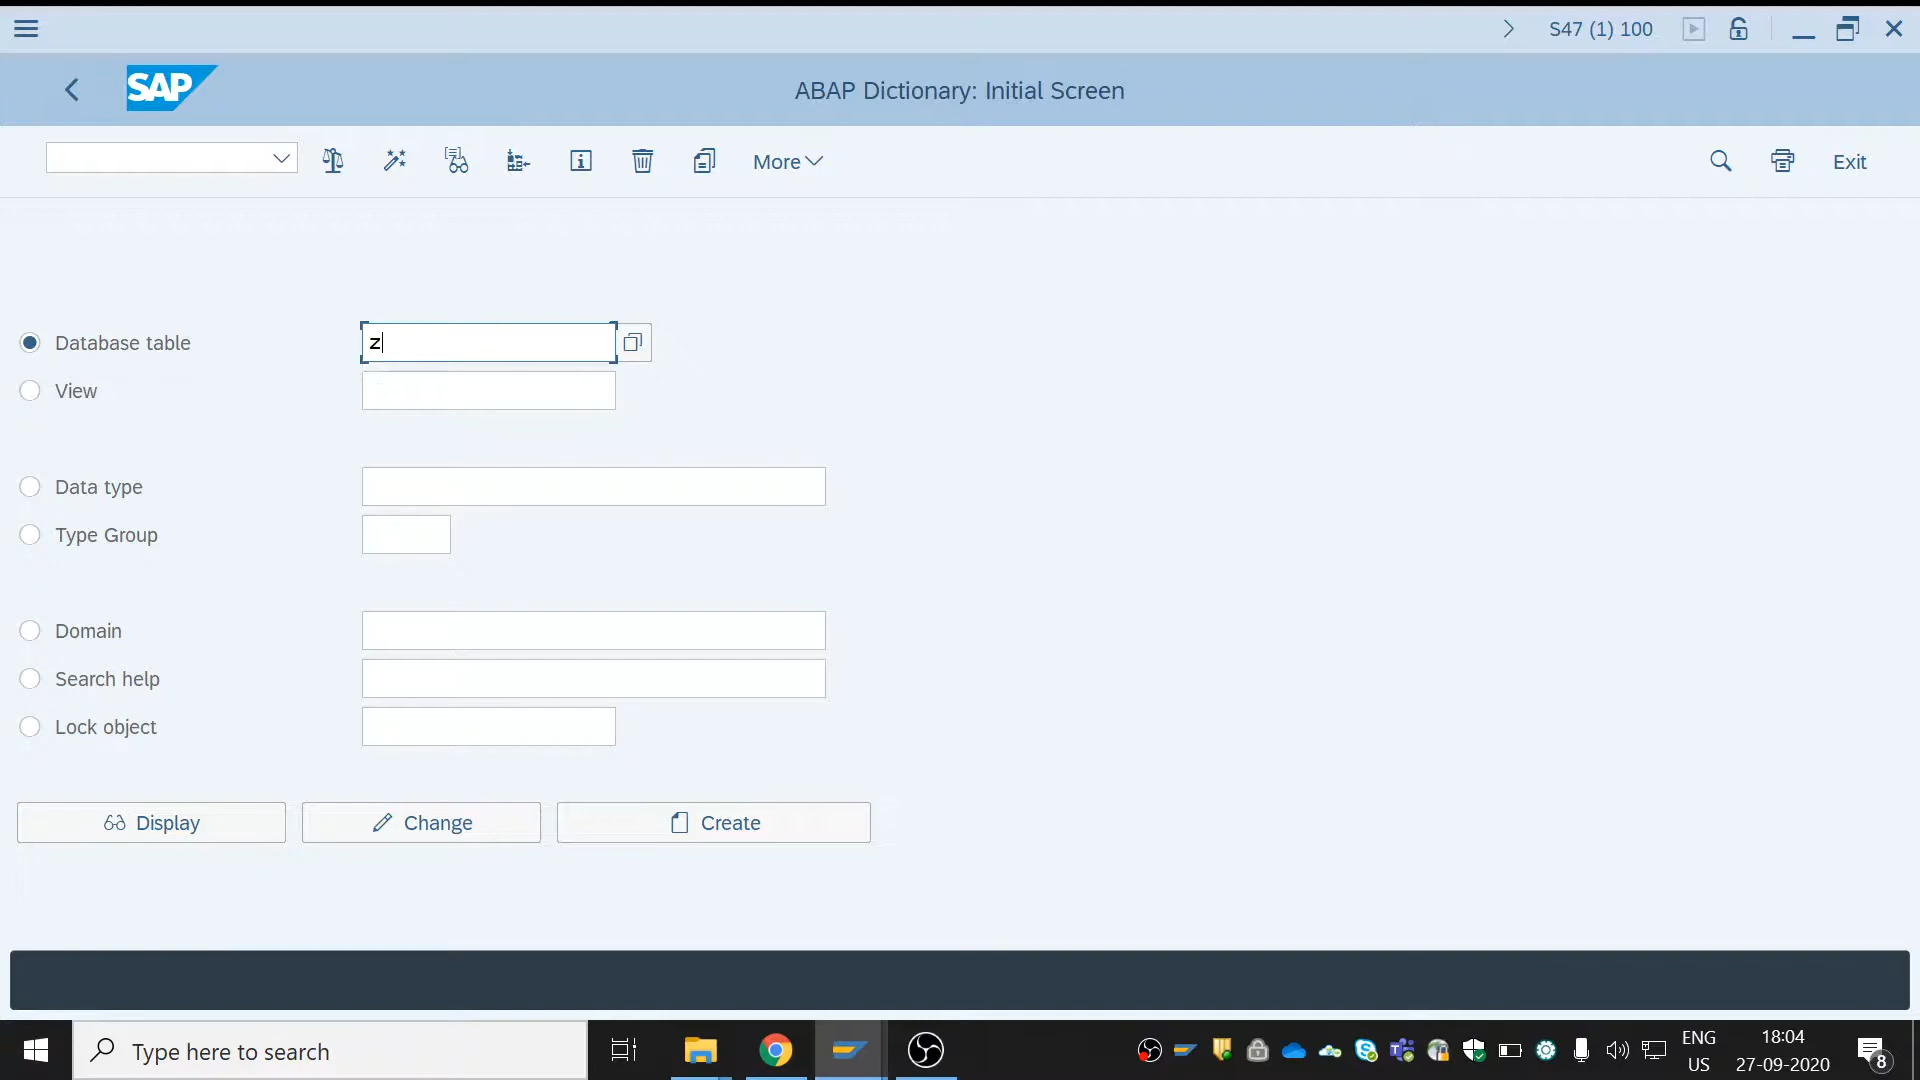 S47 (1) 100
SAP
ABAP Dictionary: Initial Screen
More
Exit
Database table
z
View
Data type
Type Group
Domain
Search help
Lock object
Display
Change
Create
Type here to search
ENG
US
18:04
27-09-2020
8